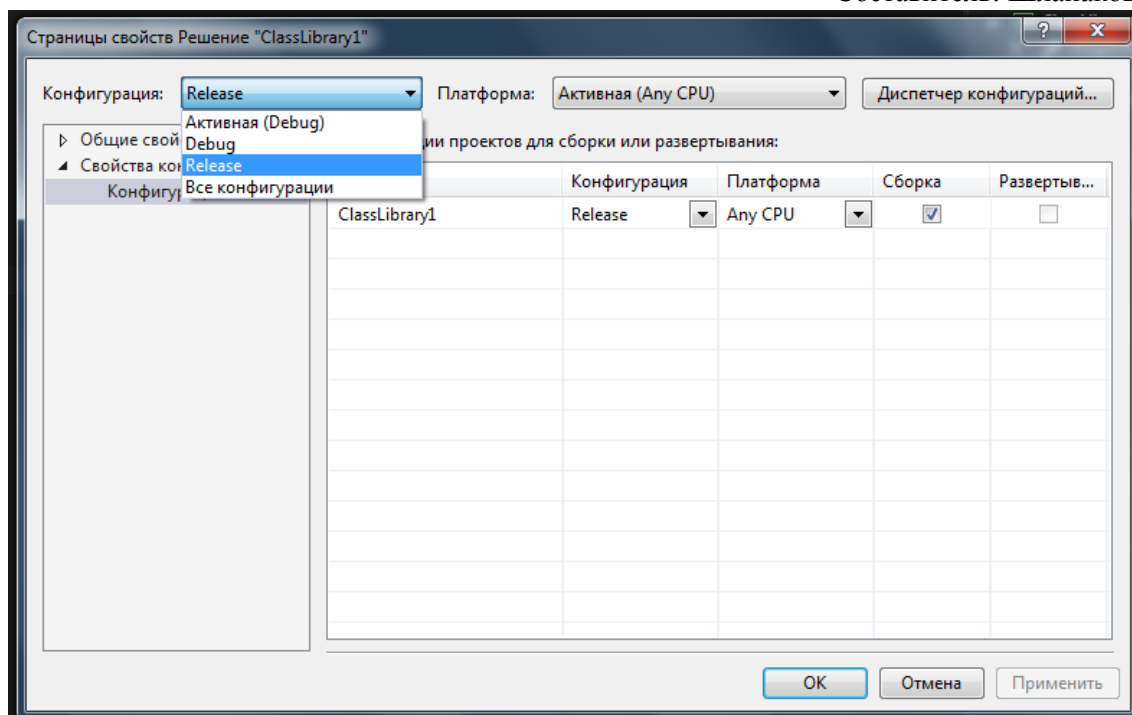 Страницы свойств Решение "ClassLibrary1"
?
Конфигурация: Release Платформа: Активная (Any CPU) Диспетчер конфигураций...
Активная (Debug)
Debug
Release
Все конфигурации
Общие свой
Свойства ко
Конфигу
ии проектов для сборки или развертывания:
Конфигурация Платформа Сборка Развертыв...
ClassLibrary1 Release Any CPU
OK Отмена Применить